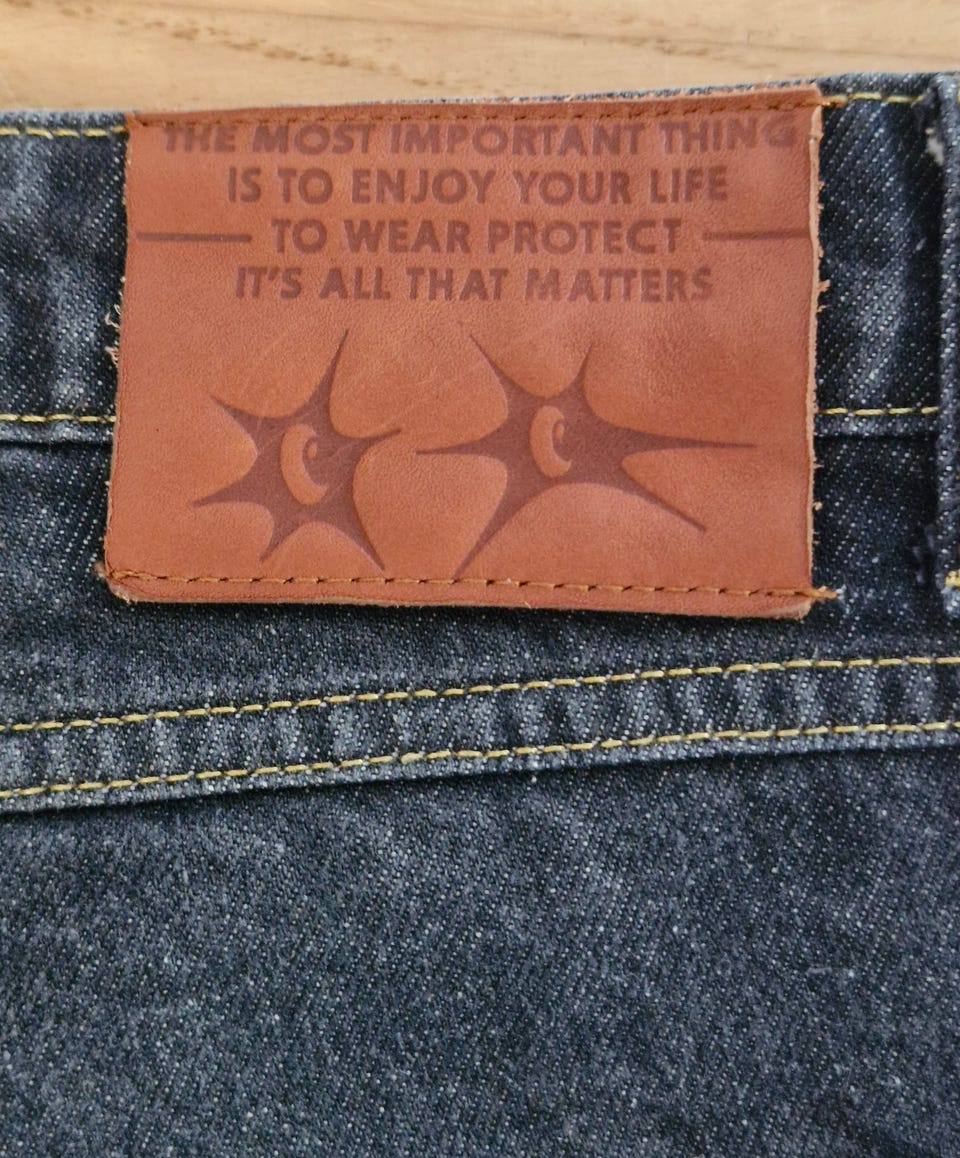 THE MOST IMPORTANT THING
IS TO ENJOY YOUR LIFE
TO WEAR PROTECT
IT'S ALL THAT MATTERS